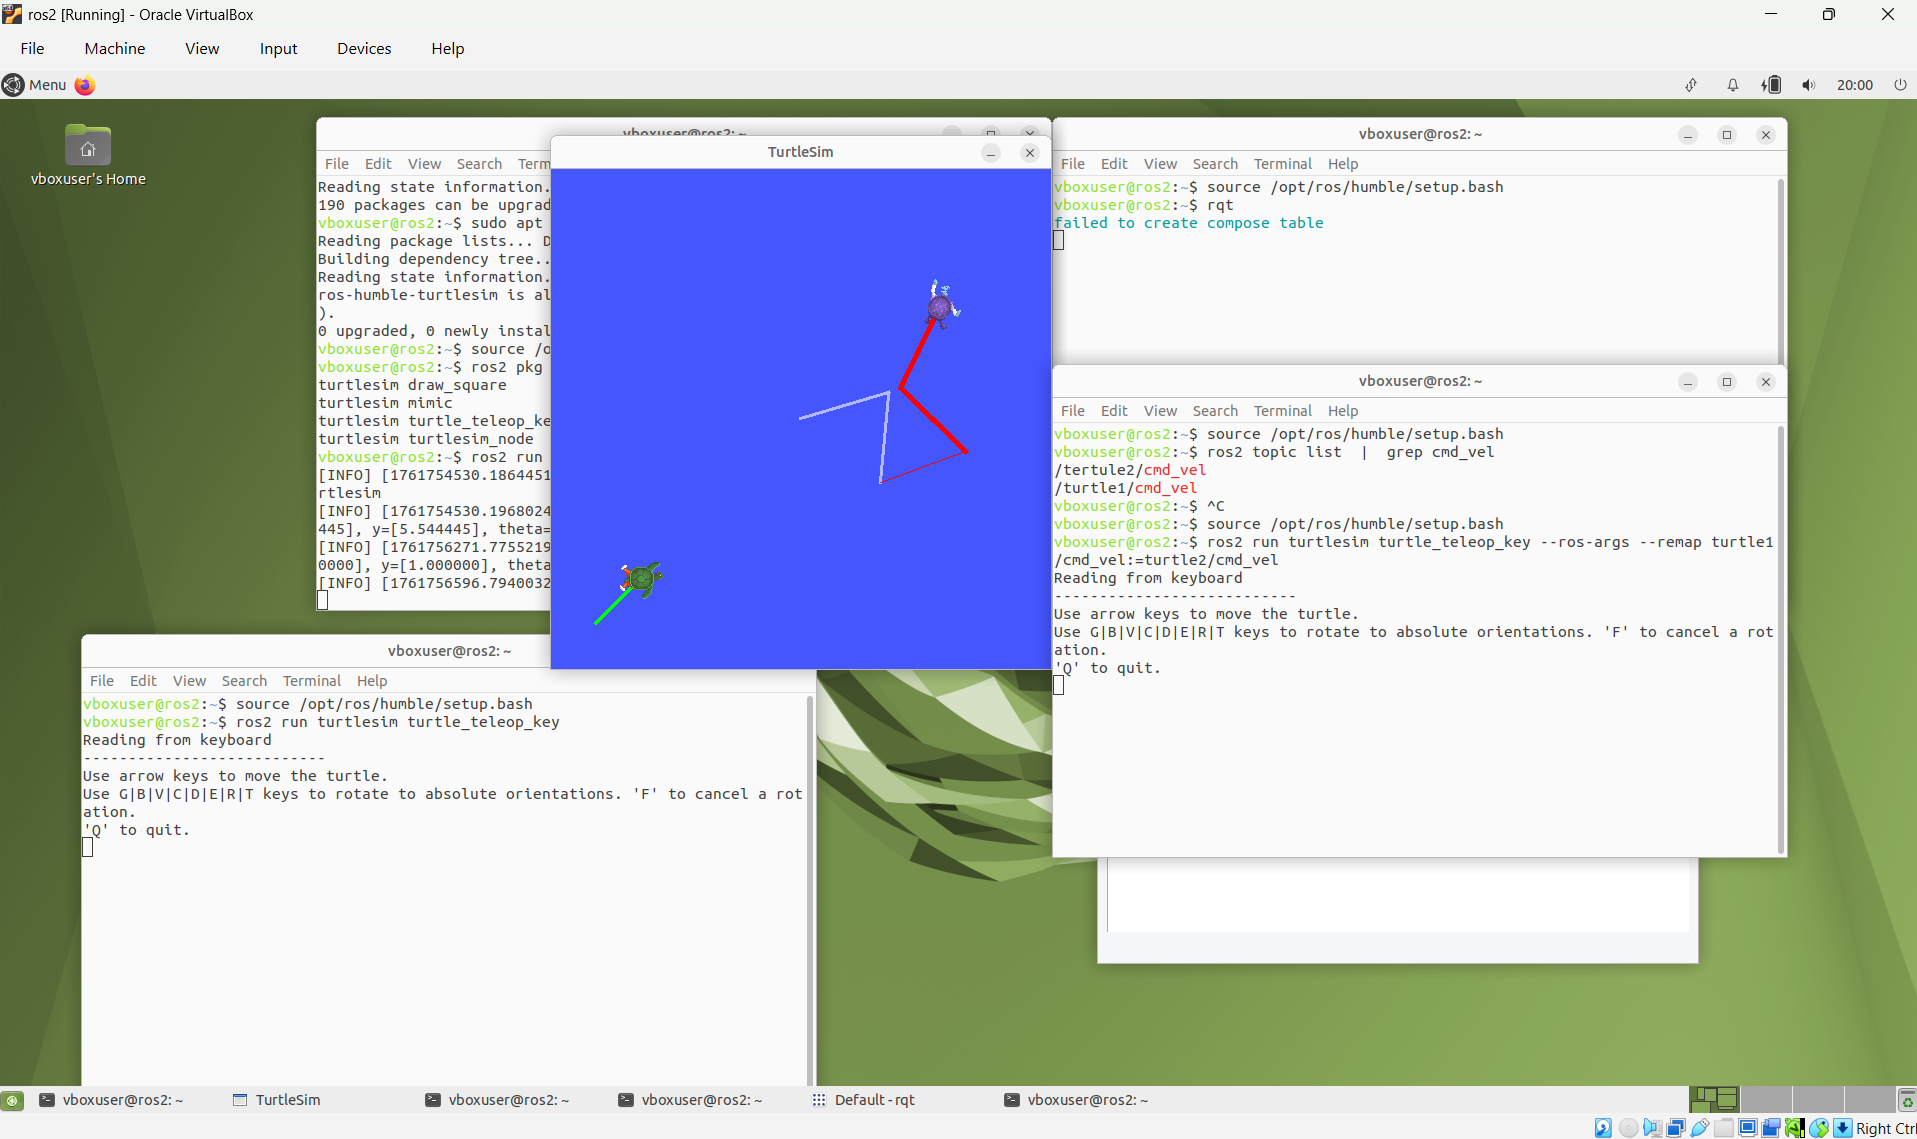 ros2 [Running] - Oracle VirtualBox
File Machine View Input Devices Help
Menu
20:00
vboxuser's Home
vboxuser@ros2: ~
File Edit View Search Term
Reading state information.
190 packages can be upgrad
vboxuser@ros2:~$ sudo apt
Reading package lists... D
Building dependency tree..
Reading state information.
ros-humble-turtlesim is al
).
0 upgraded, 0 newly instal
vboxuser@ros2:~$ source /o
vboxuser@ros2:~$ ros2 pkg
turtlesim draw_square
turtlesim mimic
turtlesim turtle_teleop_ke
turtlesim turtlesim_node
vboxuser@ros2:~$ ros2 run
[INFO] [1761754530.1864451
rtlesim
[INFO] [1761754530.1968024
445], y=[5.544445], theta=
[INFO] [1761756271.7755219
0000], y=[1.000000], theta
[INFO] [1761756596.7940032
TurtleSim
vboxuser@ros2: ~
File Edit View Search Terminal Help
vboxuser@ros2:~$ source /opt/ros/humble/setup.bash
vboxuser@ros2:~$ rqt
failed to create compose table
vboxuser@ros2: ~
File Edit View Search Terminal Help
vboxuser@ros2:~$ source /opt/ros/humble/setup.bash
vboxuser@ros2:~$ ros2 topic list  |  grep cmd_vel
/tertule2/cmd_vel
/turtle1/cmd_vel
vboxuser@ros2:~$ ^C
vboxuser@ros2:~$ source /opt/ros/humble/setup.bash
vboxuser@ros2:~$ ros2 run turtlesim turtle_teleop_key --ros-args --remap turtle1
/cmd_vel:=turtle2/cmd_vel
Reading from keyboard
---------------------------
Use arrow keys to move the turtle.
Use G|B|V|C|D|E|R|T keys to rotate to absolute orientations. 'F' to cancel a rot
ation.
'Q' to quit.
vboxuser@ros2: ~
File Edit View Search Terminal Help
vboxuser@ros2:~$ source /opt/ros/humble/setup.bash
vboxuser@ros2:~$ ros2 run turtlesim turtle_teleop_key
Reading from keyboard
---------------------------
Use arrow keys to move the turtle.
Use G|B|V|C|D|E|R|T keys to rotate to absolute orientations. 'F' to cancel a rot
ation.
'Q' to quit.
vboxuser@ros2: ~ TurtleSim vboxuser@ros2: ~ vboxuser@ros2: ~ Default - rqt vboxuser@ros2: ~
Right Ctrl